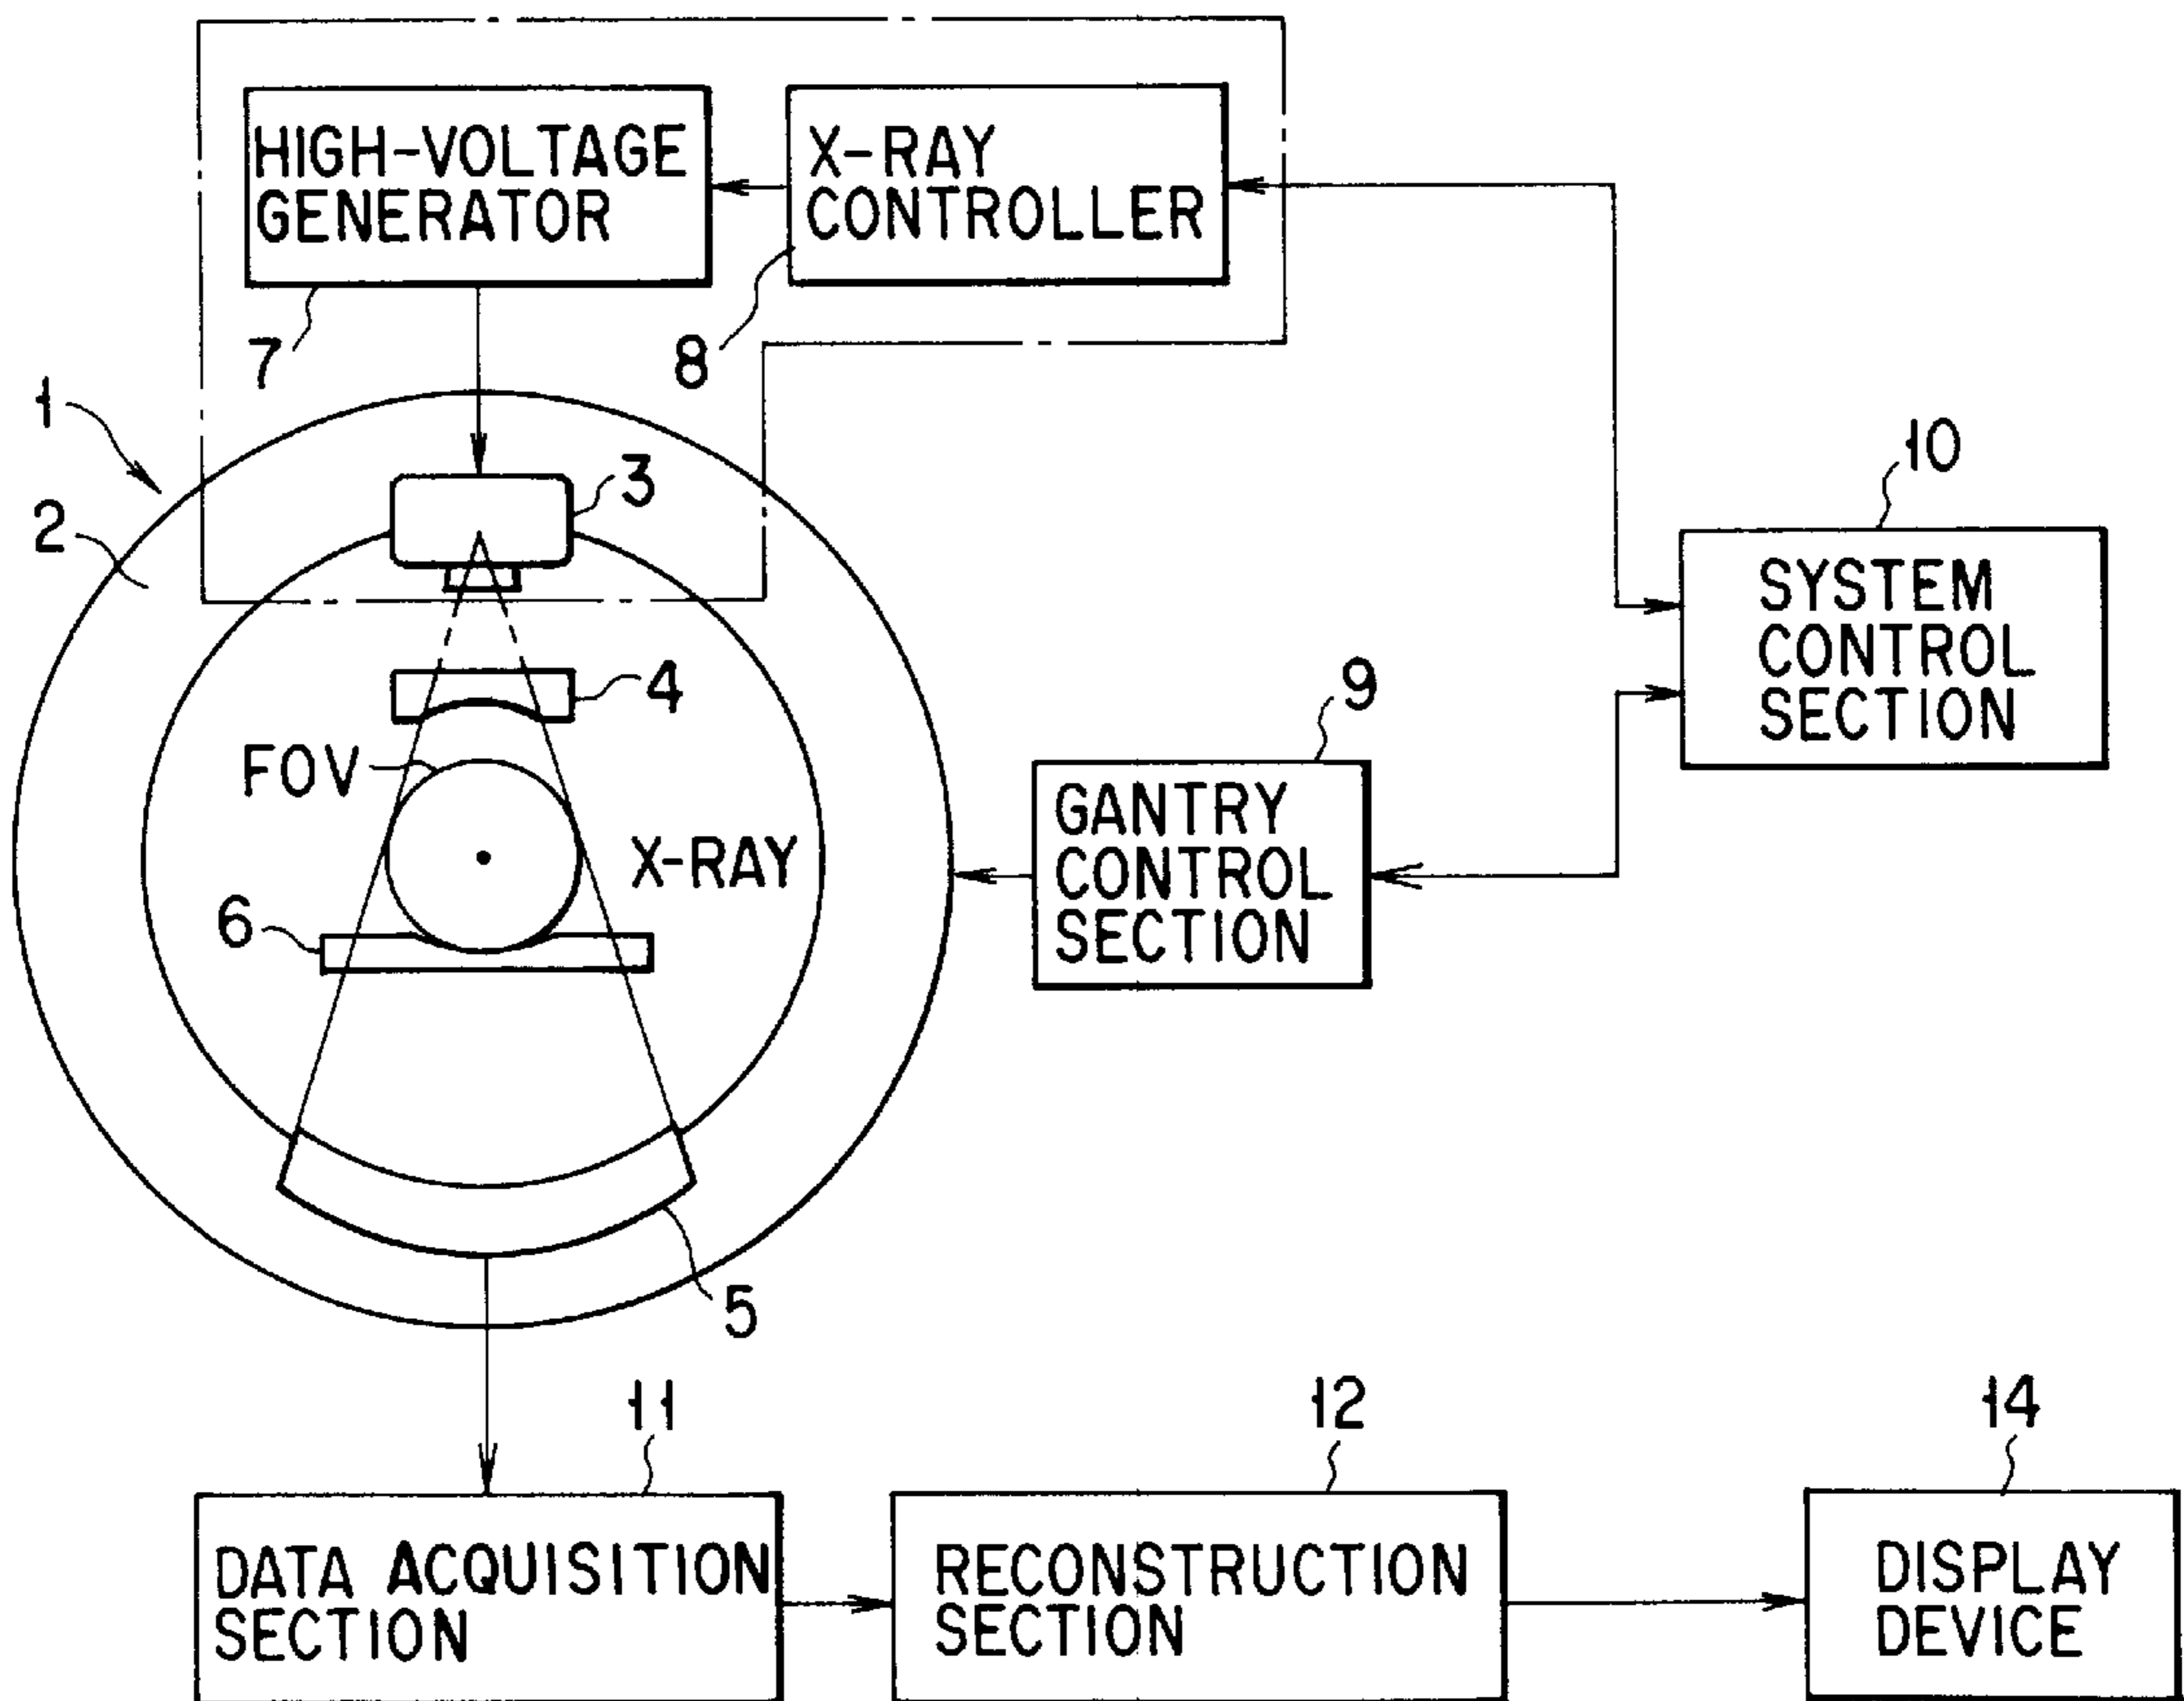 HIGH-VOLTAGE
GENERATOR
X-RAY
CONTROLLER
7
8
1
2
3
10
SYSTEM
CONTROL
SECTION
4
9
FOV
GANTRY
CONTROL
SECTION
X-RAY
6
5
11
12
14
DATA ACQUISITION
SECTION
RECONSTRUCTION
SECTION
DISPLAY
DEVICE